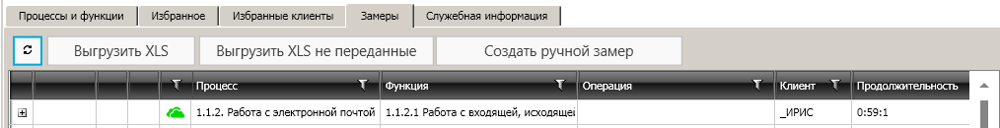 Процессы и функции Избранное Избранные клиенты Замеры Служебная информация
Выгрузить XLS Выгрузить XLS не переданные Создать ручной замер
Процесс Функция Операция Клиент Продолжительность
1.1.2. Работа с электронной почтой 1.1.2.1 Работа с входящей, исходящей _ИРИС 0:59:1